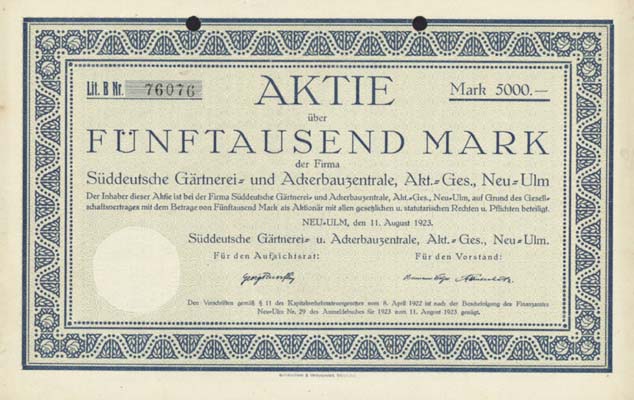 Lit. B Nr. 76076
AKTIE
Mark 5000.—
über
FÜNFTAUSEND MARK
der Firma
Süddeutsche Gärtnerei- und Ackerbauzentrale, Akt.-Ges., Neu-Ulm
Der Inhaber dieser Aktie ist bei der Firma Süddeutsche Gärtnerei- und Ackerbauzentrale, Akt.-Ges., Neu-Ulm, auf Grund des Gesell-
schaftsvertrages mit dem Betrage von Fünftausend Mark als Aktionär mit allen gesetzlichen u. statutarischen Rechten u. Pflichten beteiligt.
NEU-ULM, den 11. August 1923.
Süddeutsche Gärtnerei- u. Ackerbauzentrale, Akt.-Ges., Neu-Ulm.
Für den Aufsichtsrat:
Für den Vorstand:
Den Vorschriften gemäß § 11 des Kapitalverkehrsteuergesetzes vom 8. April 1922 ist nach der Bescheinigung des Finanzamtes
Neu-Ulm Nr. 29 des Anmeldebuches für 1923 vom 11. August 1923 genügt.